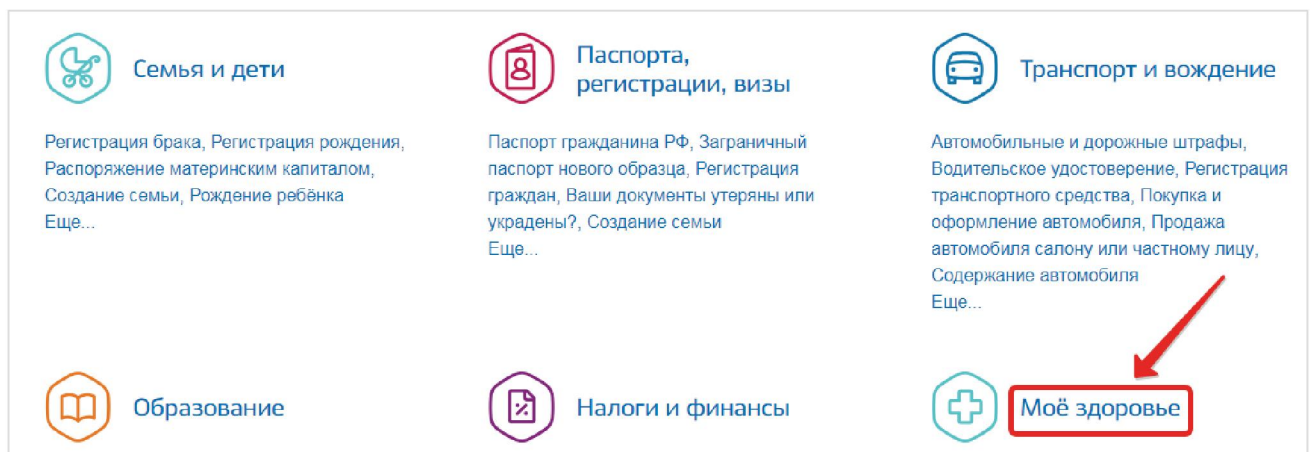 Семья и дети
Регистрация брака, Регистрация рождения,
Распоряжение материнским капиталом,
Создание семьи, Рождение ребёнка
Еще...
Паспорта,
регистрации, визы
Паспорт гражданина РФ, Заграничный
паспорт нового образца, Регистрация
граждан, Ваши документы утеряны или
украдены?, Создание семьи
Еще...
Транспорт и вождение
Автомобильные и дорожные штрафы,
Водительское удостоверение, Регистрация
транспортного средства, Покупка и
оформление автомобиля, Продажа
автомобиля салону или частному лицу,
Содержание автомобиля
Еще...
Образование
Налоги и финансы
Моё здоровье